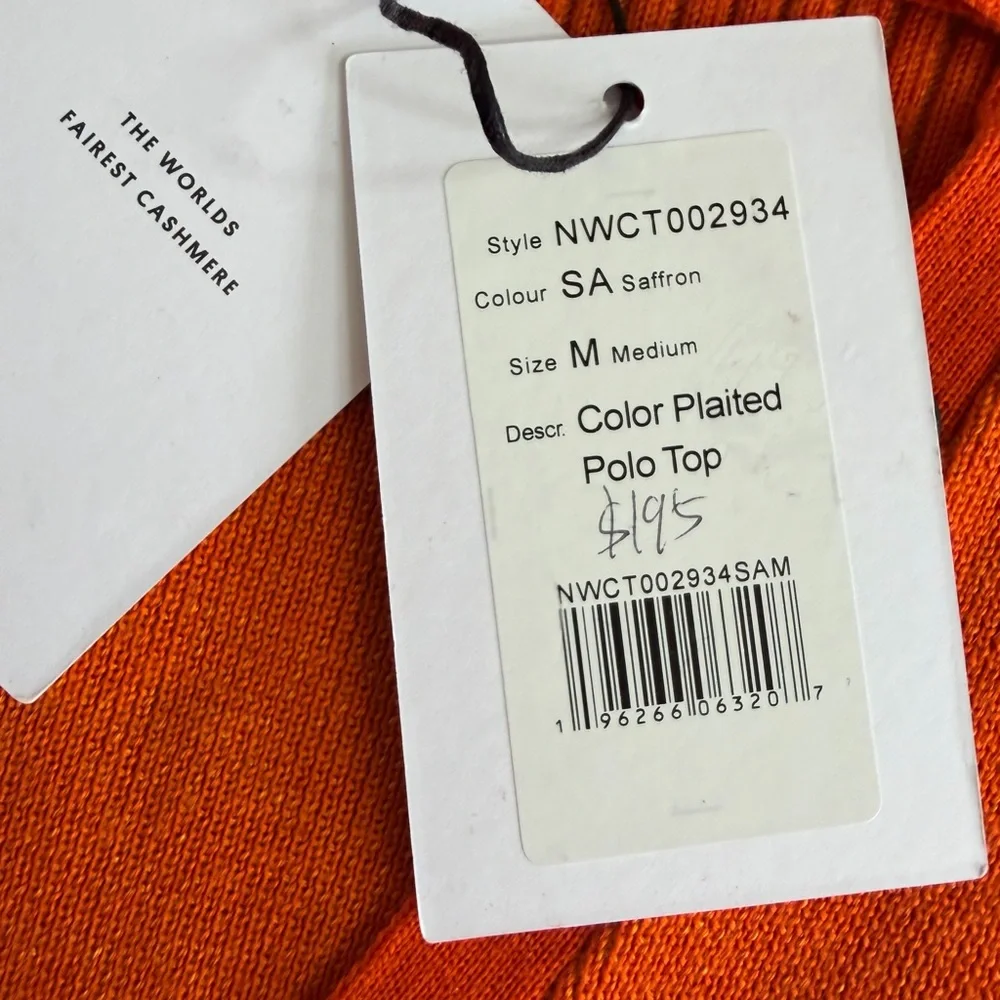 THE WORLDS
FAIREST CASHMERE
Style NWCT002934
Colour SA Saffron
Size M Medium
Descr. Color Plaited
Polo Top
$195
NWCT002934SAM
1 96266 06320 7